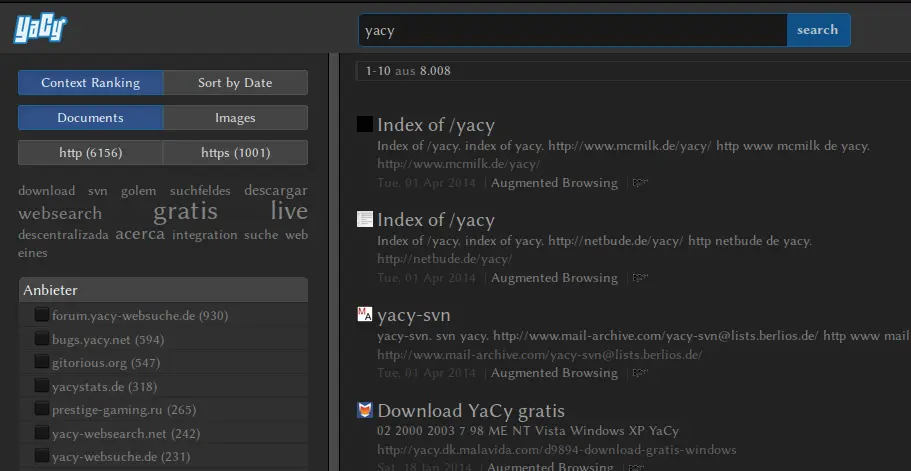 YaCy
yacy
search
Context Ranking
Sort by Date
Documents
Images
http (6156)
https (1001)
download svn golem suchfeldes descargar
websearch gratis live
descentralizada acerca integration suche web
eines
Anbieter
forum.yacy-websuche.de (930)
bugs.yacy.net (594)
gitorious.org (547)
yacystats.de (318)
prestige-gaming.ru (265)
yacy-websearch.net (242)
yacy-websuche.de (231)
1-10 aus 8.008
Index of /yacy
Index of /yacy. index of yacy. http://www.mcmilk.de/yacy/ http www mcmilk de yacy.
http://www.mcmilk.de/yacy/
Tue, 01 Apr 2014 | Augmented Browsing |
Index of /yacy
Index of /yacy. index of yacy. http://netbude.de/yacy/ http netbude de yacy.
http://netbude.de/yacy/
Tue, 01 Apr 2014 | Augmented Browsing |
MA
yacy-svn
yacy-svn. svn yacy. http://www.mail-archive.com/yacy-svn@lists.berlios.de/ http www mail
http://www.mail-archive.com/yacy-svn@lists.berlios.de/
Tue, 01 Apr 2014 | Augmented Browsing |
Download YaCy gratis
02 2000 2003 7 98 ME NT Vista Windows XP YaCy
http://yacy.dk.malavida.com/d9894-download-gratis-windows
Sat, 18 Jan 2014 | Augmented Browsing |